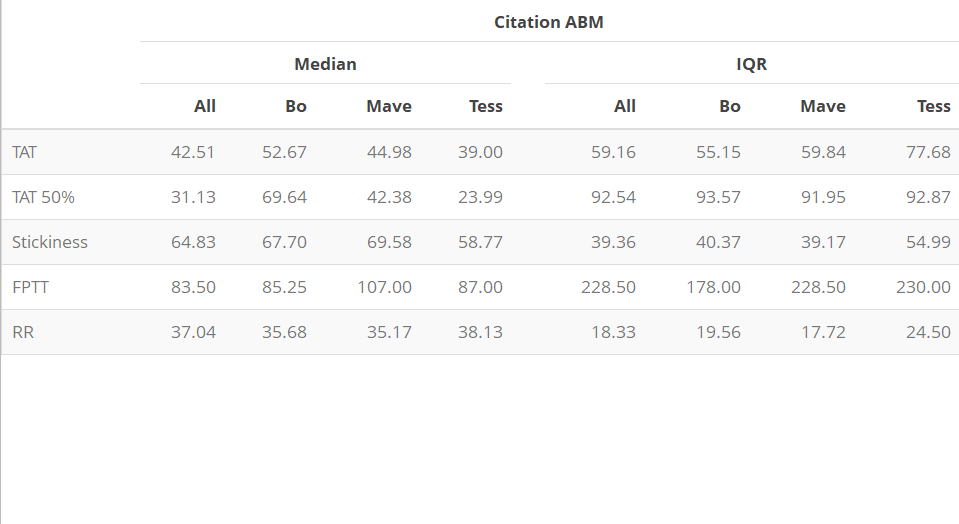 Citation ABM
Median IQR
All Bo Mave Tess All Bo Mave Tess
TAT 42.51 52.67 44.98 39.00 59.16 55.15 59.84 77.68
TAT 50% 31.13 69.64 42.38 23.99 92.54 93.57 91.95 92.87
Stickiness 64.83 67.70 69.58 58.77 39.36 40.37 39.17 54.99
FPTT 83.50 85.25 107.00 87.00 228.50 178.00 228.50 230.00
RR 37.04 35.68 35.17 38.13 18.33 19.56 17.72 24.50